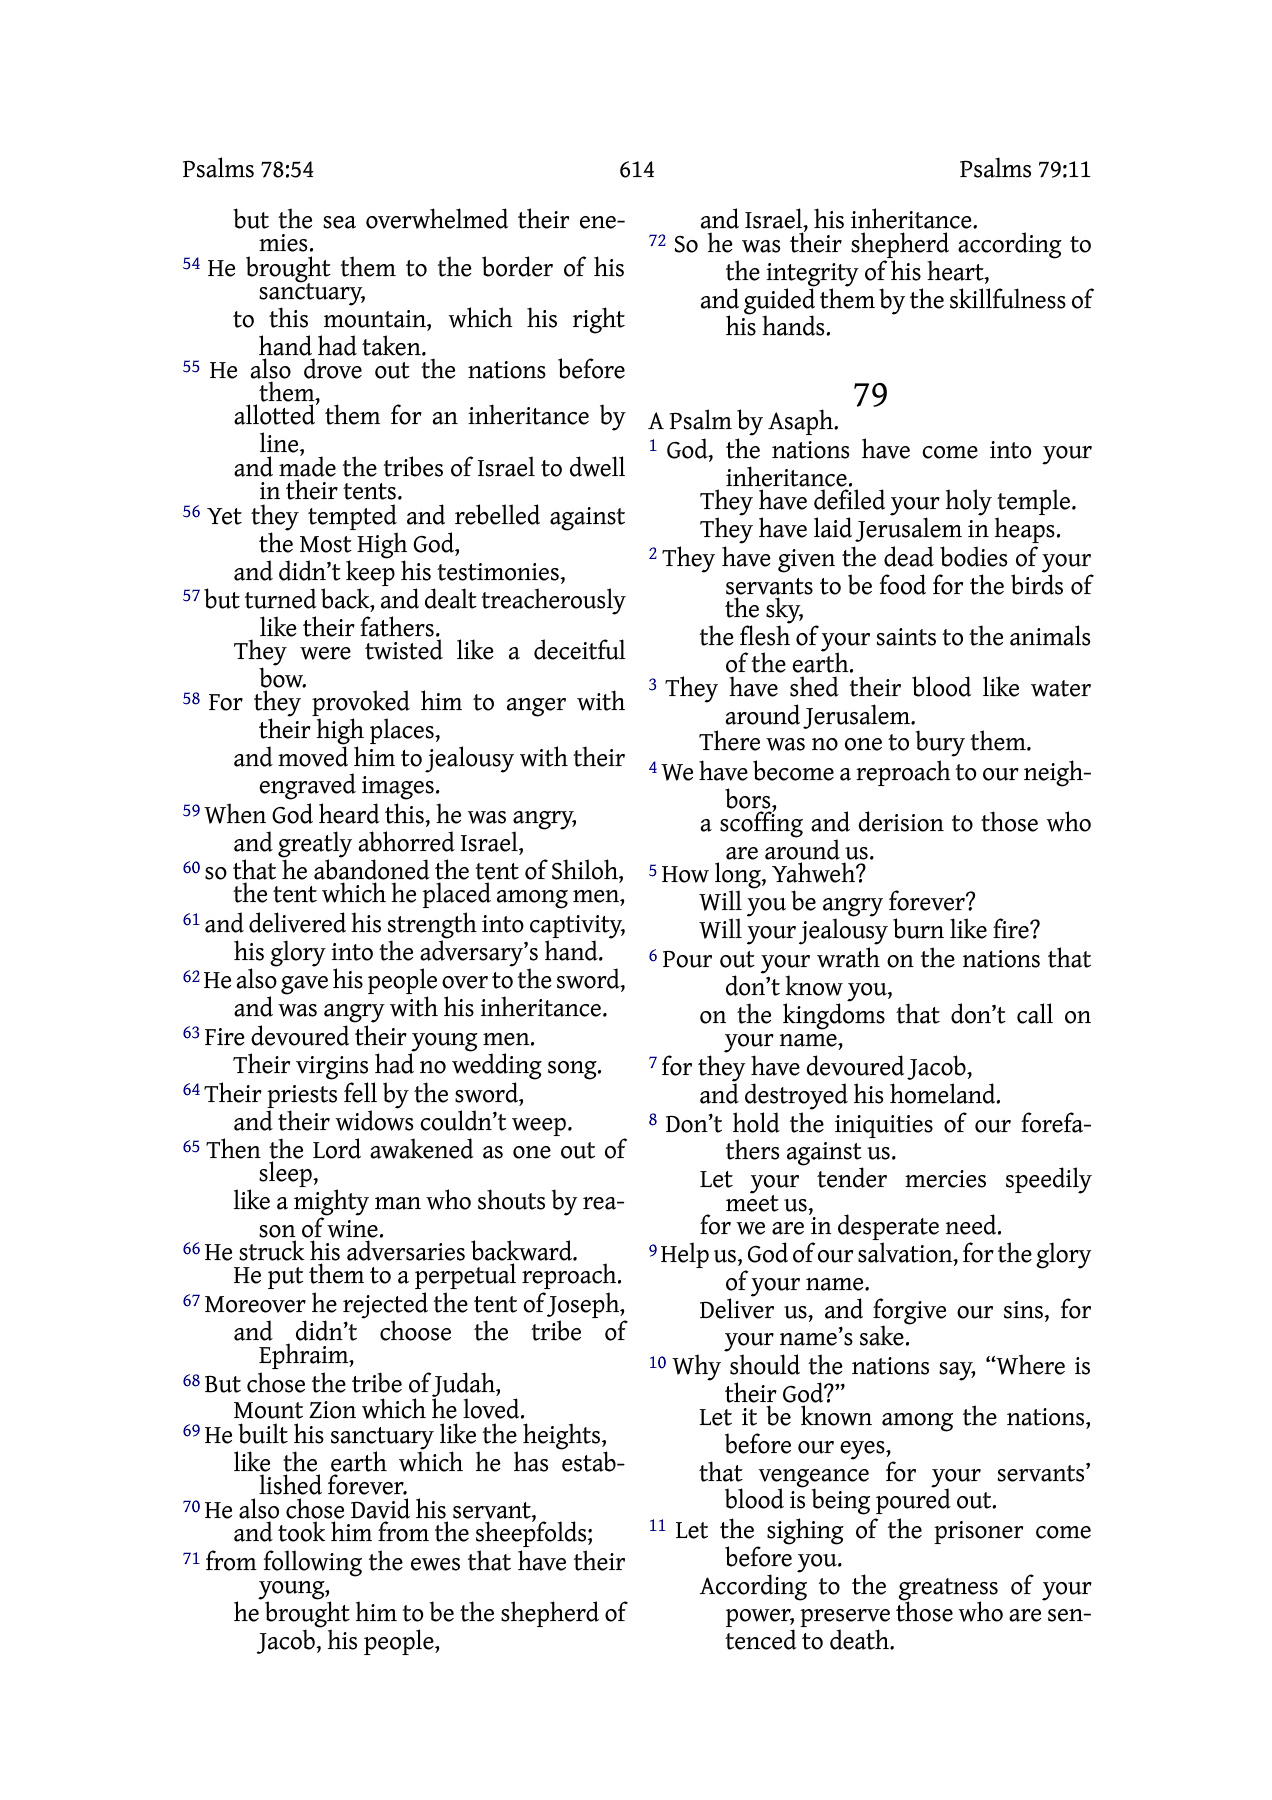 Psalms 78:54 614 Psalms 79:11
but the sea overwhelmed their ene-
mies.
54 He brought them to the border of his
sanctuary,
to this mountain, which his right
hand had taken.
55 He also drove out the nations before
them,
allotted them for an inheritance by
line,
and made the tribes of Israel to dwell
in their tents.
56 Yet they tempted and rebelled against
the Most High God,
and didn’t keep his testimonies,
57 but turned back, and dealt treacherously
like their fathers.
They were twisted like a deceitful
bow.
58 For they provoked him to anger with
their high places,
and moved him to jealousy with their
engraved images.
59 When God heard this, he was angry,
and greatly abhorred Israel,
60 so that he abandoned the tent of Shiloh,
the tent which he placed among men,
61 and delivered his strength into captivity,
his glory into the adversary’s hand.
62 He also gave his people over to the sword,
and was angry with his inheritance.
63 Fire devoured their young men.
Their virgins had no wedding song.
64 Their priests fell by the sword,
and their widows couldn’t weep.
65 Then the Lord awakened as one out of
sleep,
like a mighty man who shouts by rea-
son of wine.
66 He struck his adversaries backward.
He put them to a perpetual reproach.
67 Moreover he rejected the tent of Joseph,
and didn’t choose the tribe of
Ephraim,
68 But chose the tribe of Judah,
Mount Zion which he loved.
69 He built his sanctuary like the heights,
like the earth which he has estab-
lished forever.
70 He also chose David his servant,
and took him from the sheepfolds;
71 from following the ewes that have their
young,
he brought him to be the shepherd of
Jacob, his people,
and Israel, his inheritance.
72 So he was their shepherd according to
the integrity of his heart,
and guided them by the skillfulness of
his hands.
79
A Psalm by Asaph.
1 God, the nations have come into your
inheritance.
They have defiled your holy temple.
They have laid Jerusalem in heaps.
2 They have given the dead bodies of your
servants to be food for the birds of
the sky,
the flesh of your saints to the animals
of the earth.
3 They have shed their blood like water
around Jerusalem.
There was no one to bury them.
4 We have become a reproach to our neigh-
bors,
a scoffing and derision to those who
are around us.
5 How long, Yahweh?
Will you be angry forever?
Will your jealousy burn like fire?
6 Pour out your wrath on the nations that
don’t know you,
on the kingdoms that don’t call on
your name,
7 for they have devoured Jacob,
and destroyed his homeland.
8 Don’t hold the iniquities of our forefa-
thers against us.
Let your tender mercies speedily
meet us,
for we are in desperate need.
9 Help us, God of our salvation, for the glory
of your name.
Deliver us, and forgive our sins, for
your name’s sake.
10 Why should the nations say, “Where is
their God?”
Let it be known among the nations,
before our eyes,
that vengeance for your servants’
blood is being poured out.
11 Let the sighing of the prisoner come
before you.
According to the greatness of your
power, preserve those who are sen-
tenced to death.